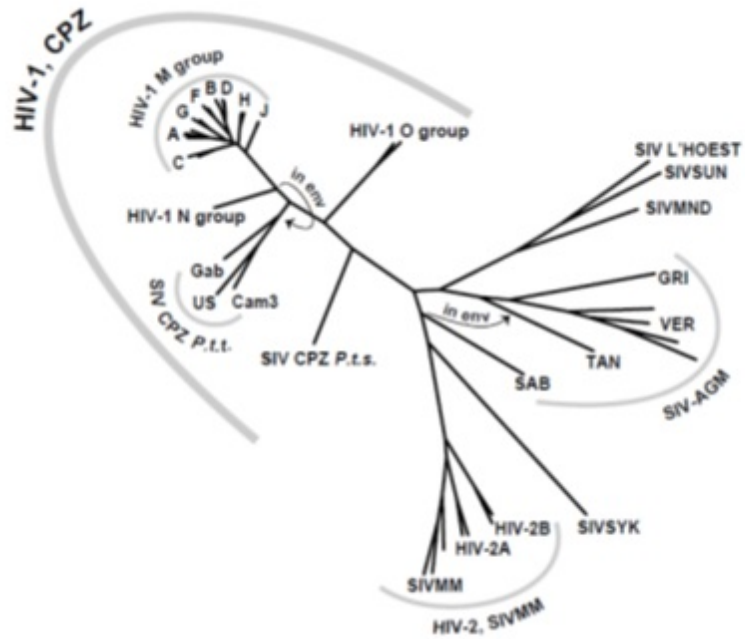 HIV-1, CPZ
HIV-1 M group
B D
F
H
G
J
A
C
HIV-1 O group
in env
HIV-1 N group
Gab
US
Cam3
SIV CPZ P.t.t.
SIV CPZ P.t.s.
SIV L'HOEST
SIVSUN
SIVMND
GRI
in env
VER
TAN
SAB
SIV-AGM
SIVSYK
HIV-2B
HIV-2A
SIVMM
HIV-2, SIVMM